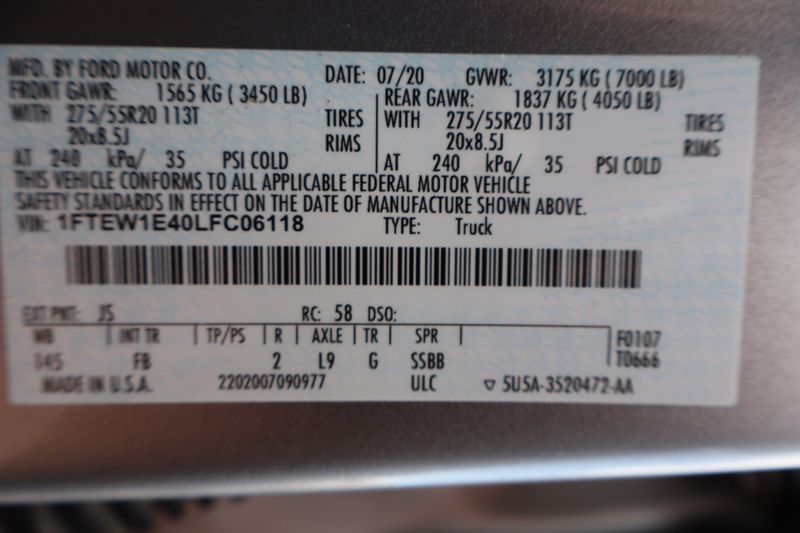 MFD. BY FORD MOTOR CO. DATE: 07/20 GVWR: 3175 KG ( 7000 LB)
FRONT GAWR: 1565 KG ( 3450 LB) REAR GAWR: 1837 KG ( 4050 LB)
WITH 275/55R20 113T TIRES WITH 275/55R20 113T TIRES
20x8.5J RIMS 20x8.5J RIMS
AT 240 kPa/ 35 PSI COLD AT 240 kPa/ 35 PSI COLD
THIS VEHICLE CONFORMS TO ALL APPLICABLE FEDERAL MOTOR VEHICLE
SAFETY STANDARDS IN EFFECT ON THE DATE OF MANUFACTURE SHOWN ABOVE.
VIN: 1FTEW1E40LFC06118 TYPE: Truck
EXT PNT: JS RC: 58 DSO:
WB INT TR TP/PS R AXLE TR SPR F0107
145 FB 2 L9 G SSBB T0666
MADE IN U.S.A. 2202007090977 ULC ▽ 5U5A-3520472-AA